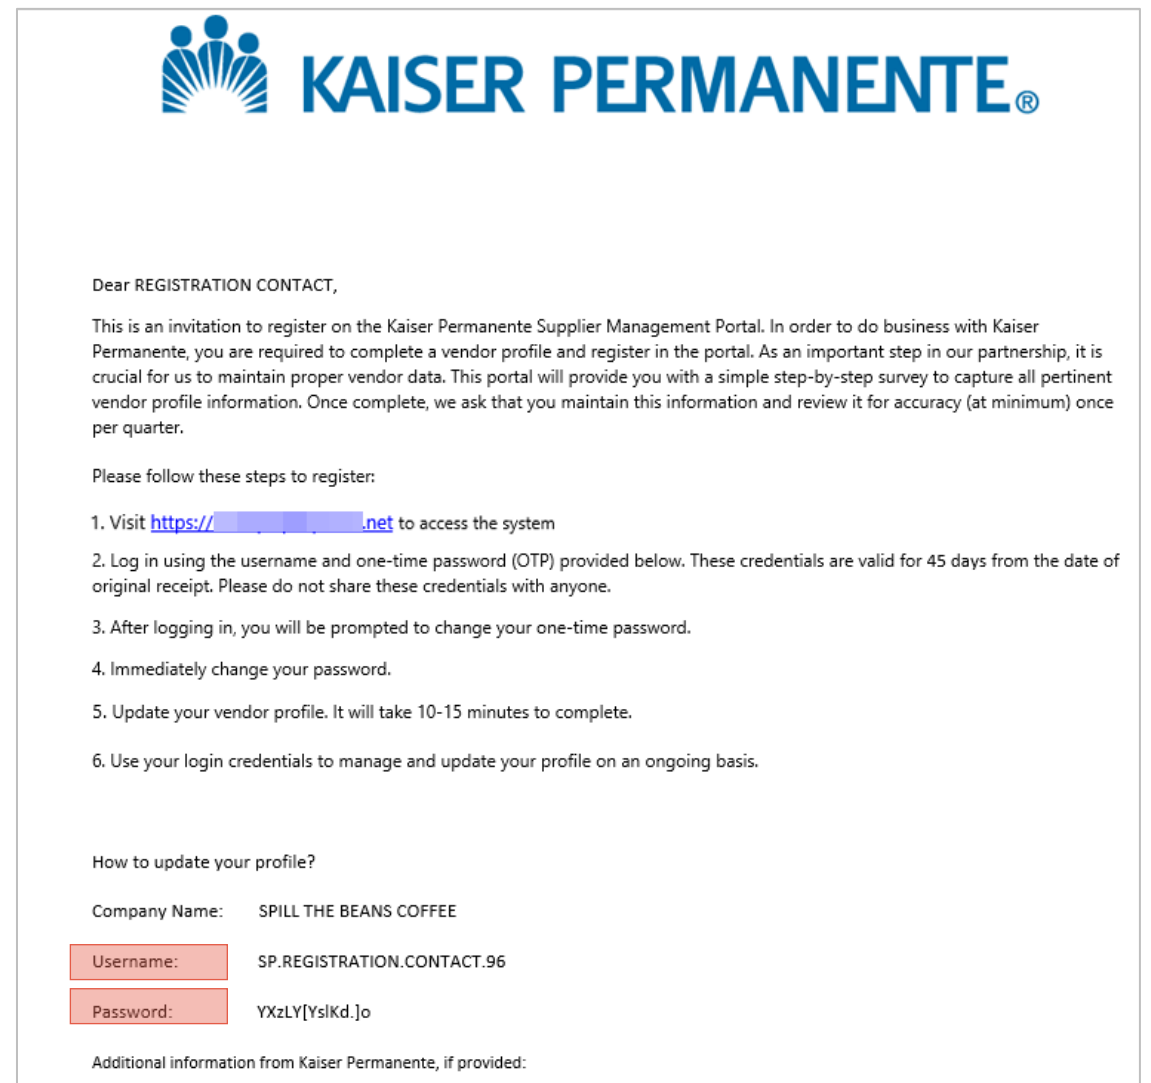 KAISER PERMANENTE®
Dear REGISTRATION CONTACT,
This is an invitation to register on the Kaiser Permanente Supplier Management Portal. In order to do business with Kaiser
Permanente, you are required to complete a vendor profile and register in the portal. As an important step in our partnership, it is
crucial for us to maintain proper vendor data. This portal will provide you with a simple step-by-step survey to capture all pertinent
vendor profile information. Once complete, we ask that you maintain this information and review it for accuracy (at minimum) once
per quarter.
Please follow these steps to register:
1. Visit https:// .net to access the system
2. Log in using the username and one-time password (OTP) provided below. These credentials are valid for 45 days from the date of
original receipt. Please do not share these credentials with anyone.
3. After logging in, you will be prompted to change your one-time password.
4. Immediately change your password.
5. Update your vendor profile. It will take 10-15 minutes to complete.
6. Use your login credentials to manage and update your profile on an ongoing basis.
How to update your profile?
Company Name: SPILL THE BEANS COFFEE
Username: SP.REGISTRATION.CONTACT.96
Password: YXzLY[YslKd.]o
Additional information from Kaiser Permanente, if provided: